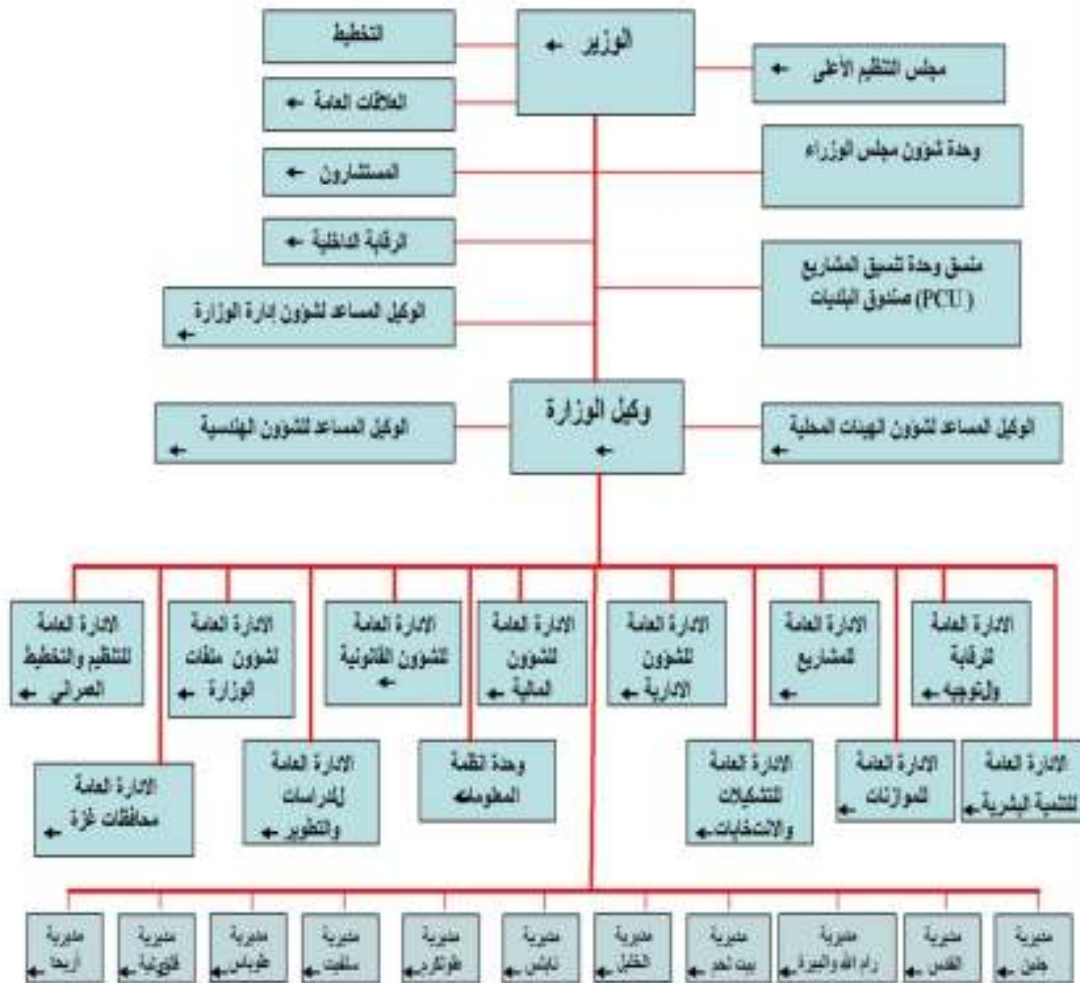 الوزير
التخطيط
مجلس التنظيم الأعلى
العلاقات العامة
وحدة شؤون مجلس الوزراء
المستشارون
الرقابة الداخلية
منسق وحدة تنسيق المشاريع
(PCU) صندوق البلديات
الوكيل المساعد لشؤون إدارة الوزارة
وكيل الوزارة
الوكيل المساعد لشؤون الهيئات المحلية
الوكيل المساعد للشؤون الهندسية
الادارة العامة
للرقابة
والتوجيه
الادارة العامة
للمشاريع
الادارة العامة
للشؤون
الادارية
الادارة العامة
للشؤون
المالية
الادارة العامة
للشؤون القانونية
الادارة العامة
لشؤون ملفات
الوزارة
الادارة العامة
للتنظيم والتخطيط
العمراني
الادارة العامة
للتنمية البشرية
الادارة العامة
للموازنات
الادارة العامة
للتشكيلات
والانتخابات
وحدة انظمة
المعلومات
الادارة العامة
للدراسات
والتطوير
الادارة العامة
محافظات غزة
مديرية
جنين
مديرية
القدس
مديرية
رام الله والبيرة
مديرية
بيت لحم
مديرية
الخليل
مديرية
نابلس
مديرية
طولكرم
مديرية
سلفيت
مديرية
طوباس
مديرية
قلقيلية
مديرية
أريحا